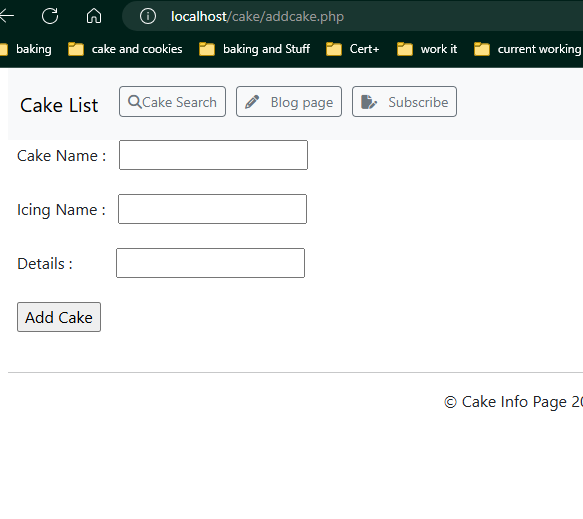 localhost/cake/addcake.php
baking cake and cookies baking and Stuff Cert+ work it current working
Cake List Cake Search Blog page Subscribe
Cake Name :
Icing Name :
Details :
Add Cake
© Cake Info Page